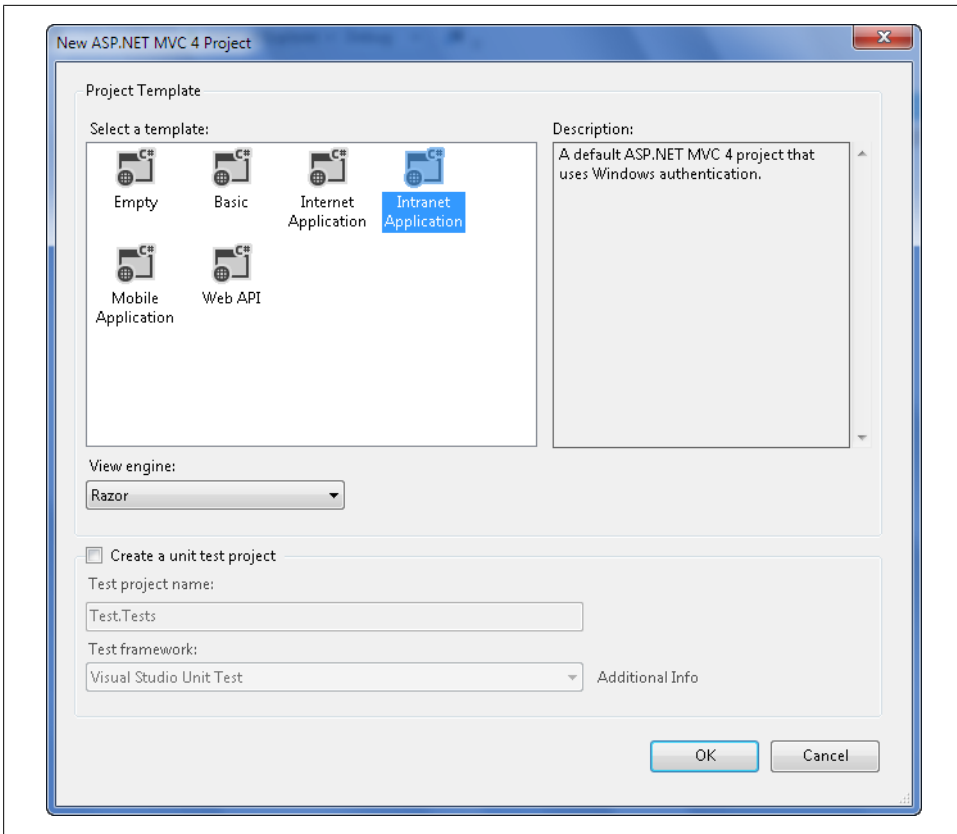 New ASP.NET MVC 4 Project
Project Template
Select a template:
Description:
C#
C#
C#
C#
Empty
Basic
Internet
Application
Intranet
Application
A default ASP.NET MVC 4 project that
uses Windows authentication.
C#
C#
Mobile
Application
Web API
View engine:
Razor
Create a unit test project
Test project name:
Test.Tests
Test framework:
Visual Studio Unit Test
Additional Info
OK
Cancel